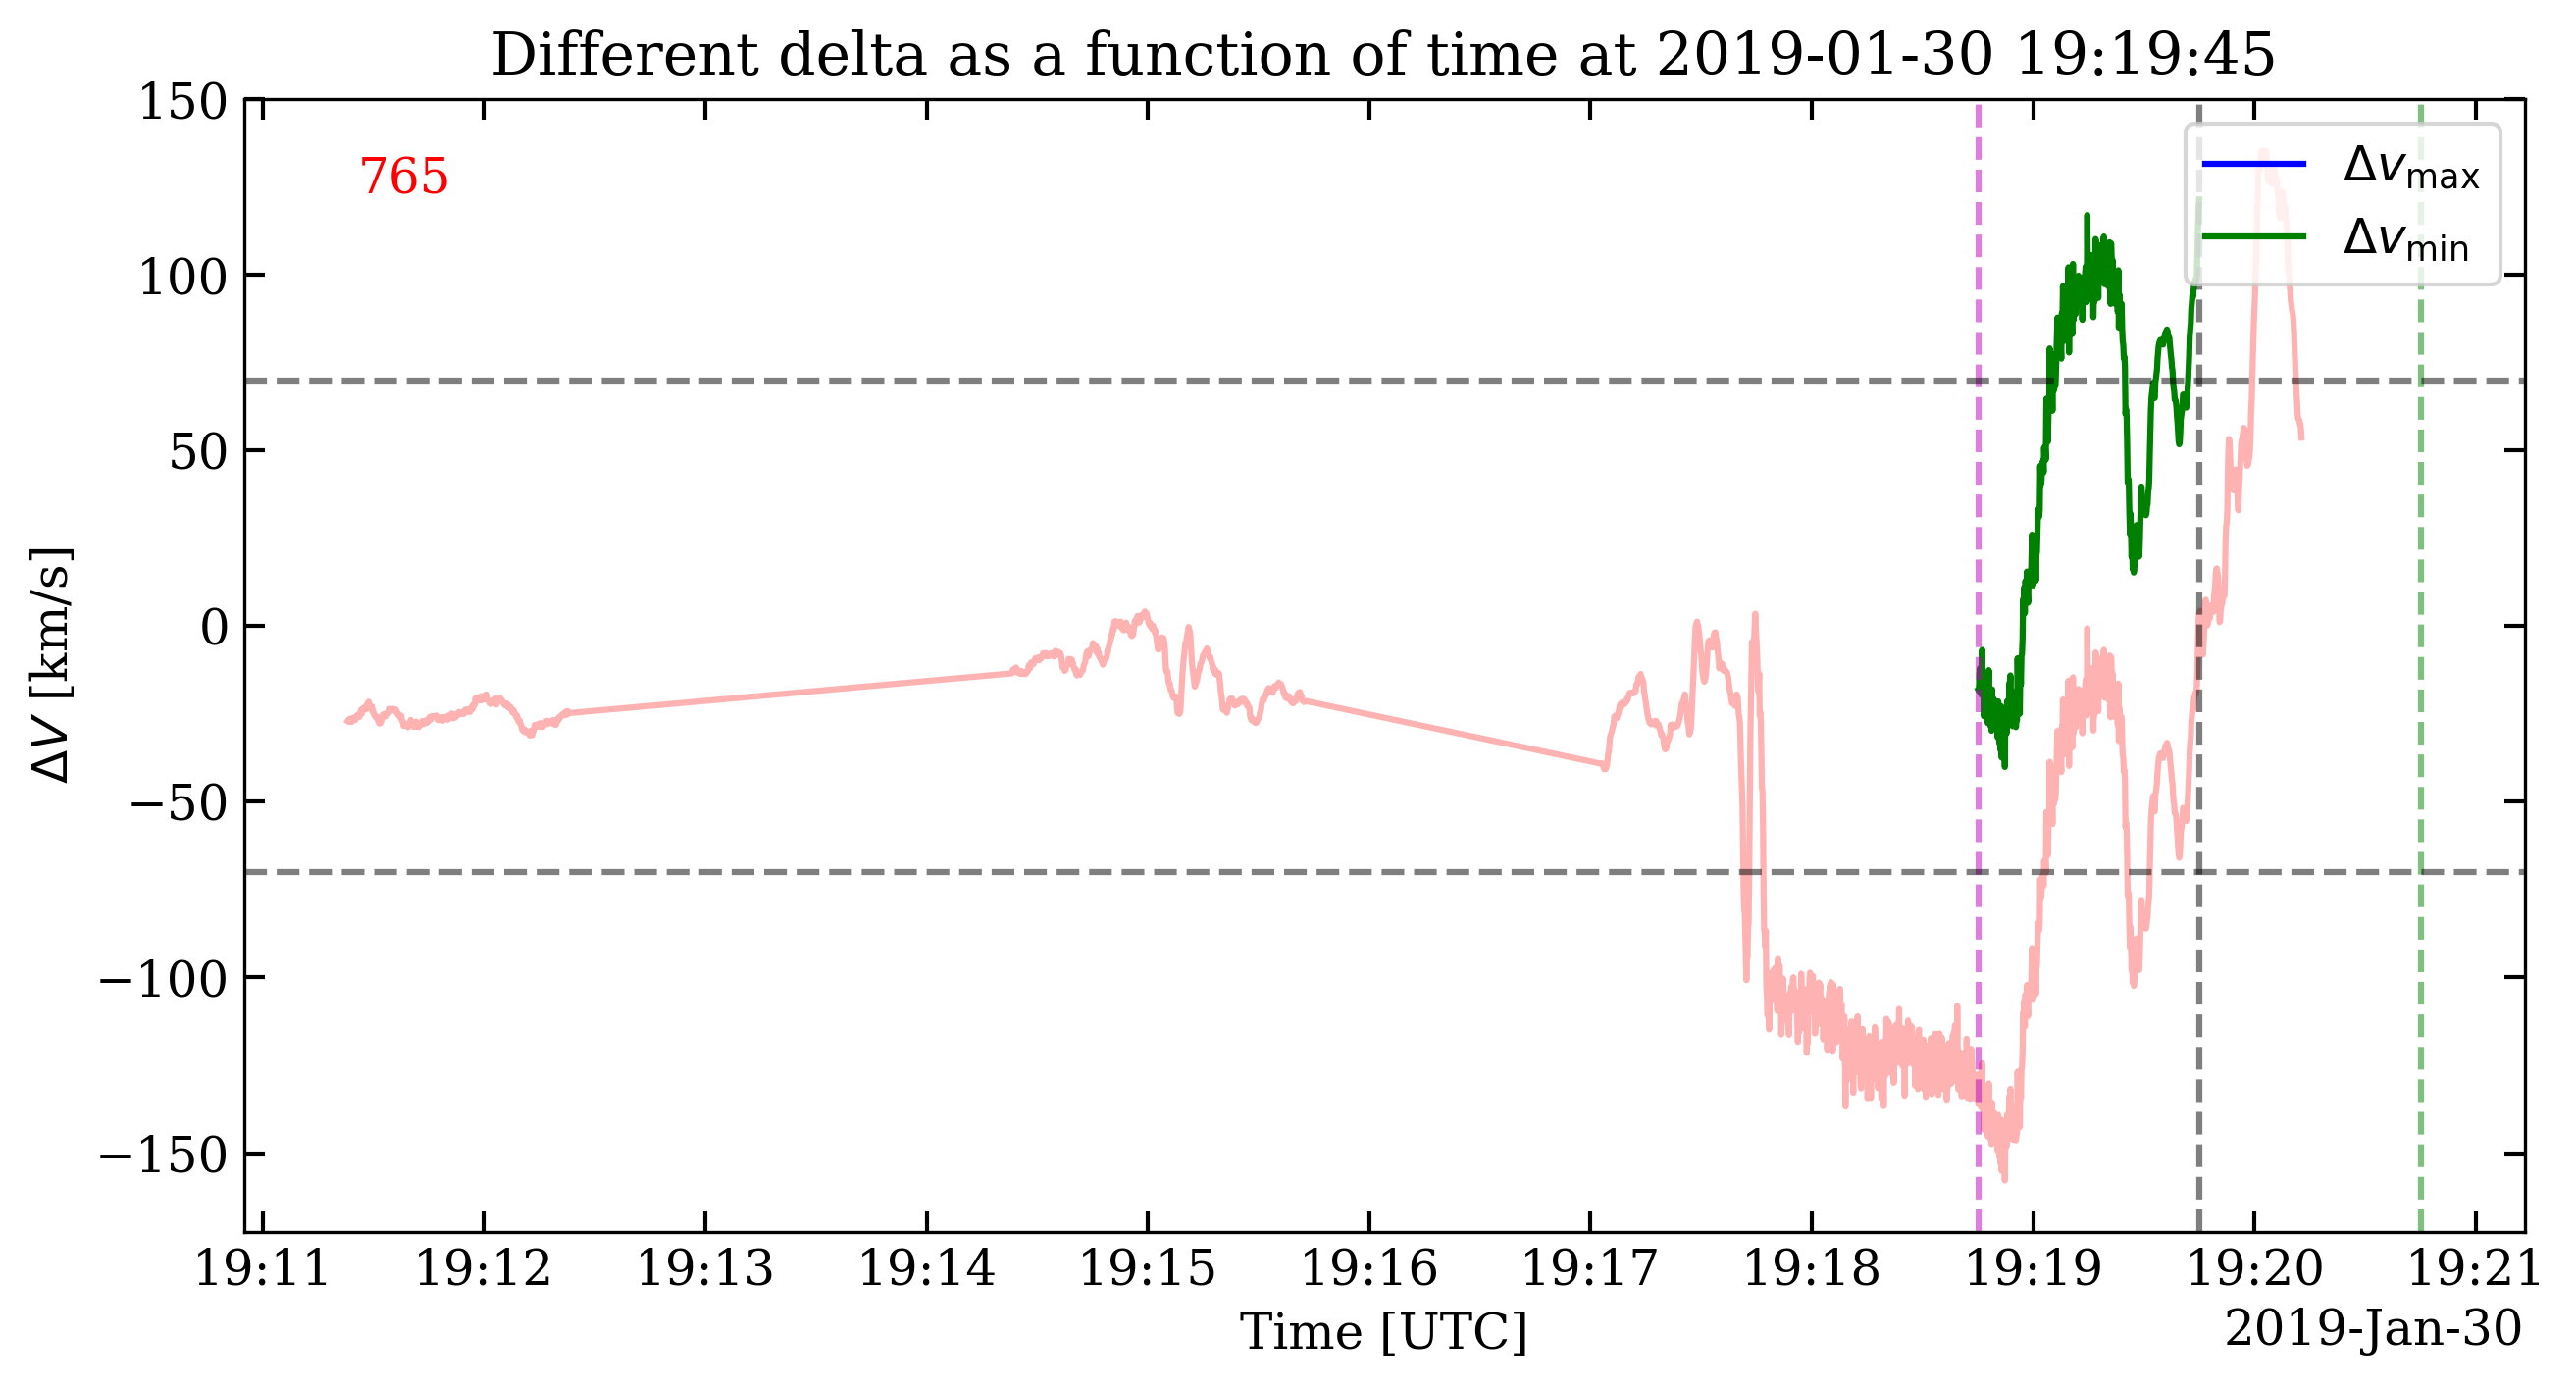 Different delta as a function of time at 2019-01-30 19:19:45
150
100
50
0
−50
−100
−150
ΔV [km/s]
765
Δv_max
Δv_min
19:11 19:12 19:13 19:14 19:15 19:16 19:17 19:18 19:19 19:20 19:21
Time [UTC]
2019-Jan-30